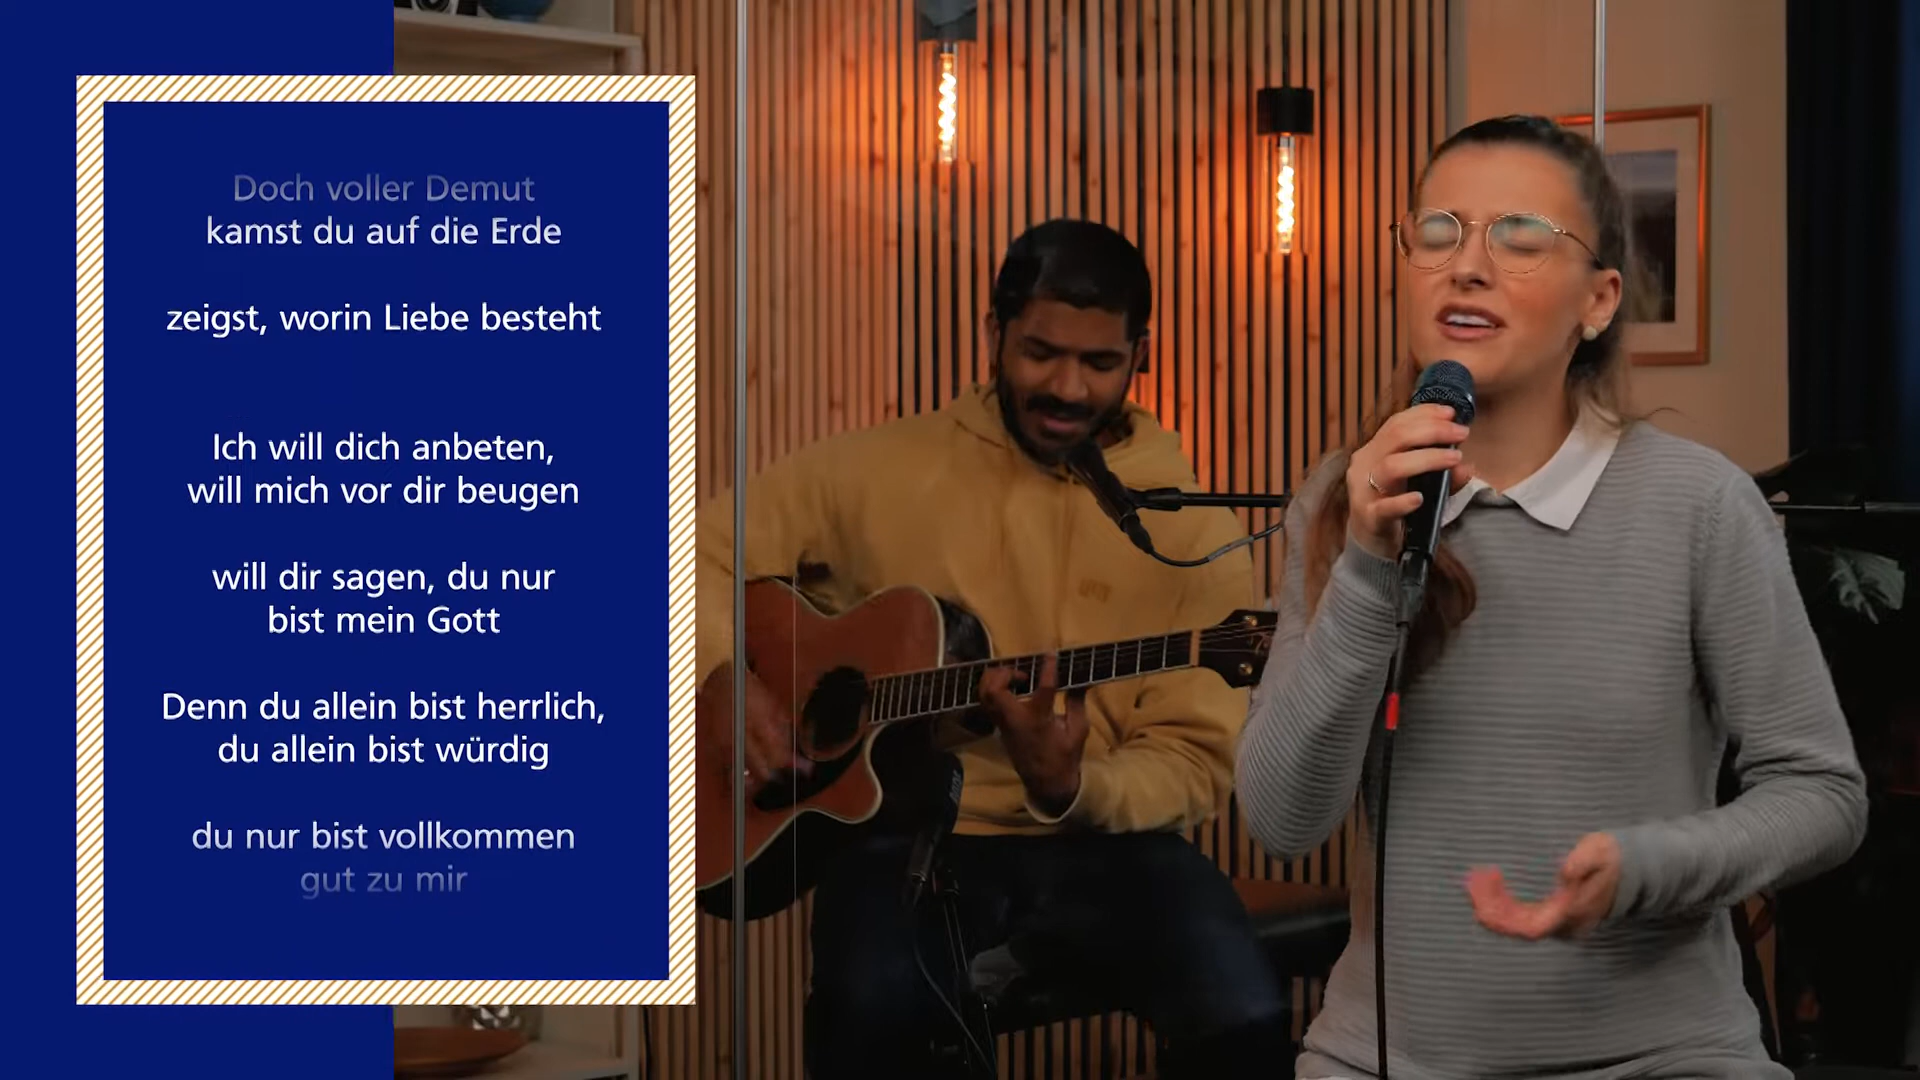 Doch voller Demut
kamst du auf die Erde
zeigst, worin Liebe besteht
Ich will dich anbeten,
will mich vor dir beugen
will dir sagen, du nur
bist mein Gott
Denn du allein bist herrlich,
du allein bist würdig
du nur bist vollkommen
gut zu mir